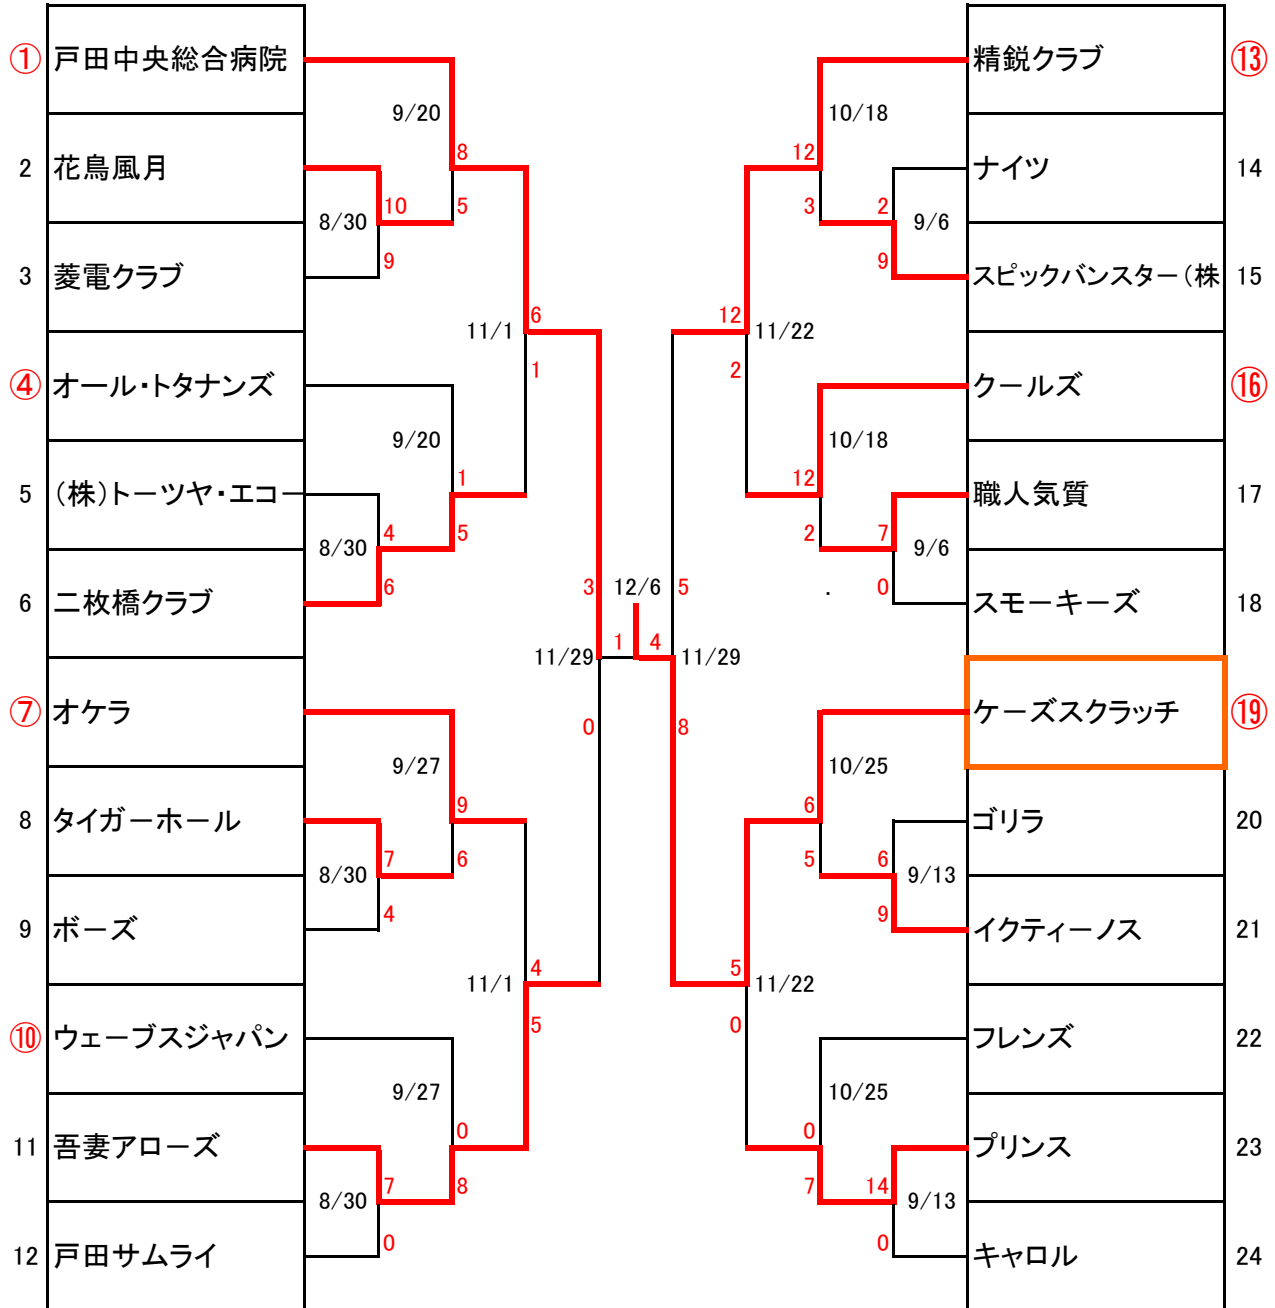 ① 戸田中央総合病院
2 花鳥風月
3 菱電クラブ
④ オール・トタナンズ
5 (株)トーツヤ・エコー
6 二枚橋クラブ
⑦ オケラ
8 タイガーホール
9 ボーズ
⑩ ウェーブスジャパン
11 吾妻アローズ
12 戸田サムライ
9/20
8
5
8/30
10
9
11/1
6
1
9/20
1
5
8/30
4
6
9/27
9
6
8/30
7
4
11/1
4
5
9/27
0
8
8/30
7
0
11/29
3
0
12/6
1
4
11/29
5
8
11/22
12
2
10/18
12
3
9/6
2
9
10/18
12
2
9/6
7
0
.
11/22
5
0
10/25
6
5
9/13
6
9
10/25
0
7
9/13
14
0
精鋭クラブ ⑬
ナイツ 14
スピックバンスター(株 15
クールズ ⑯
職人気質 17
スモーキーズ 18
ケーズスクラッチ ⑲
ゴリラ 20
イクティーノス 21
フレンズ 22
プリンス 23
キャロル 24